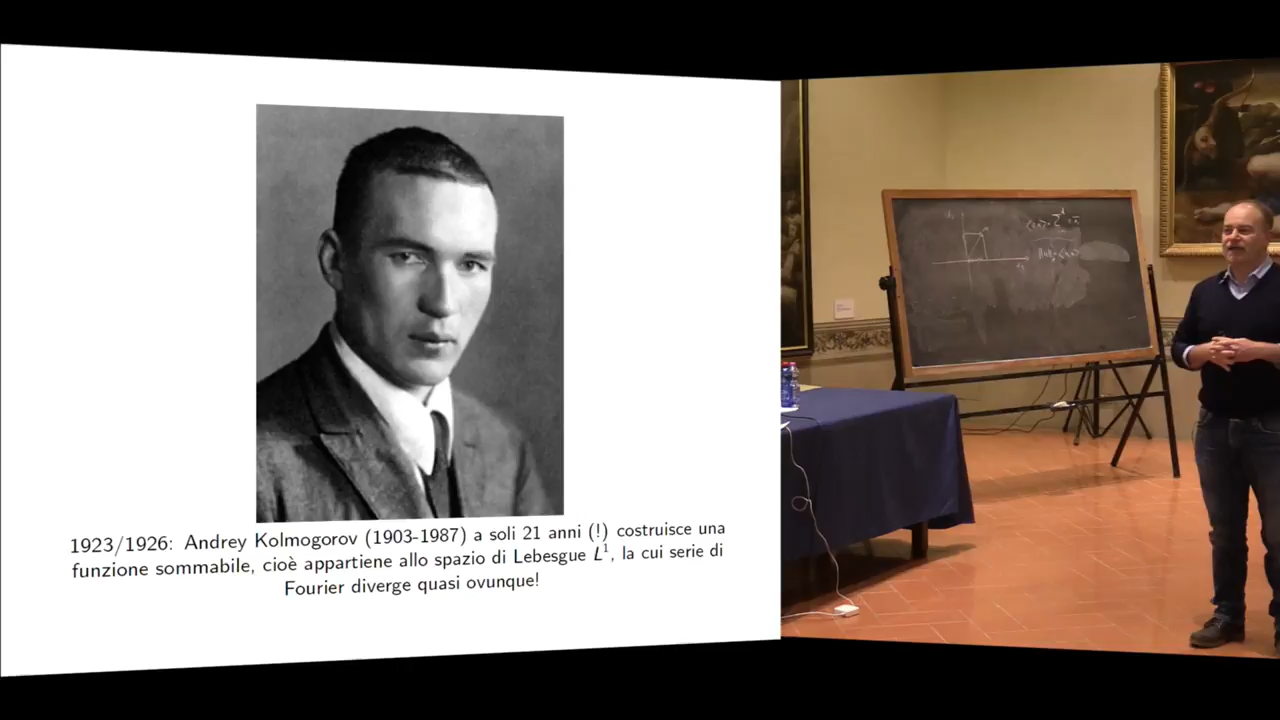 1923/1926: Andrey Kolmogorov (1903-1987) a soli 21 anni (!) costruisce una
funzione sommabile, cioè appartiene allo spazio di Lebesgue L¹, la cui serie di
Fourier diverge quasi ovunque!